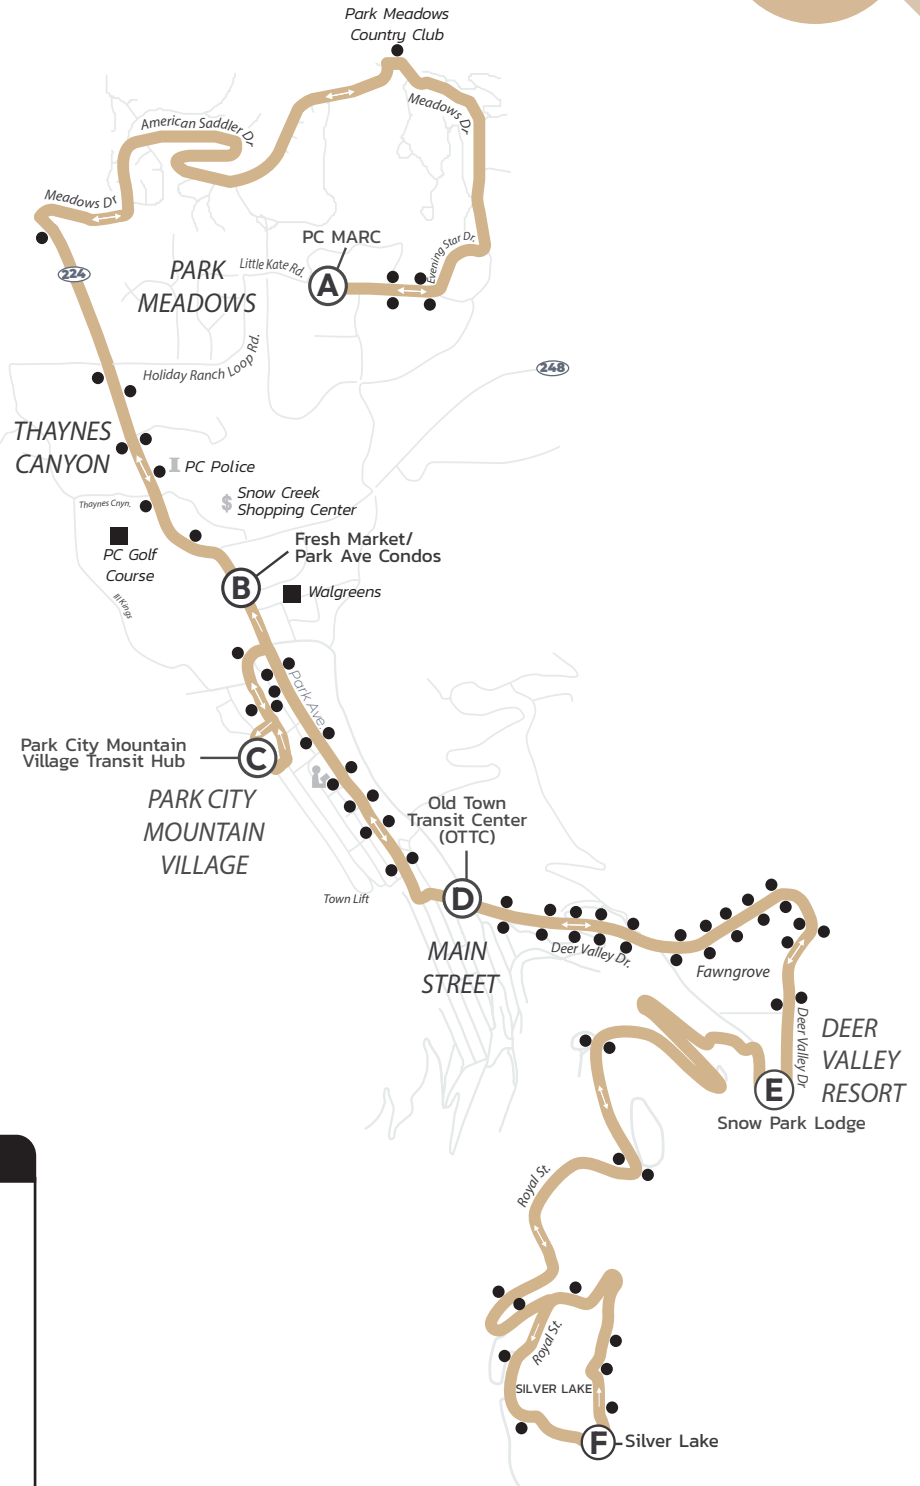 Park Meadows
Country Club
Meadows Dr.
American Saddler Dr.
Meadows Dr
PC MARC
Evening Star Dr.
Little Kate Rd.
PARK
MEADOWS
A
224
Holiday Ranch Loop Rd.
248
THAYNES
CANYON
PC Police
$
Snow Creek
Shopping Center
Thaynes Cnyn.
PC Golf
Course
Fresh Market/
Park Ave Condos
B
Walgreens
III Kings
Park Ave.
Park City Mountain
Village Transit Hub
C
PARK CITY
MOUNTAIN
VILLAGE
Old Town
Transit Center
(OTTC)
Town Lift
D
MAIN
STREET
Deer Valley Dr.
Fawngrove
Deer Valley Dr
DEER
VALLEY
RESORT
E
Snow Park Lodge
Royal St.
Royal St.
SILVER LAKE
F
Silver Lake